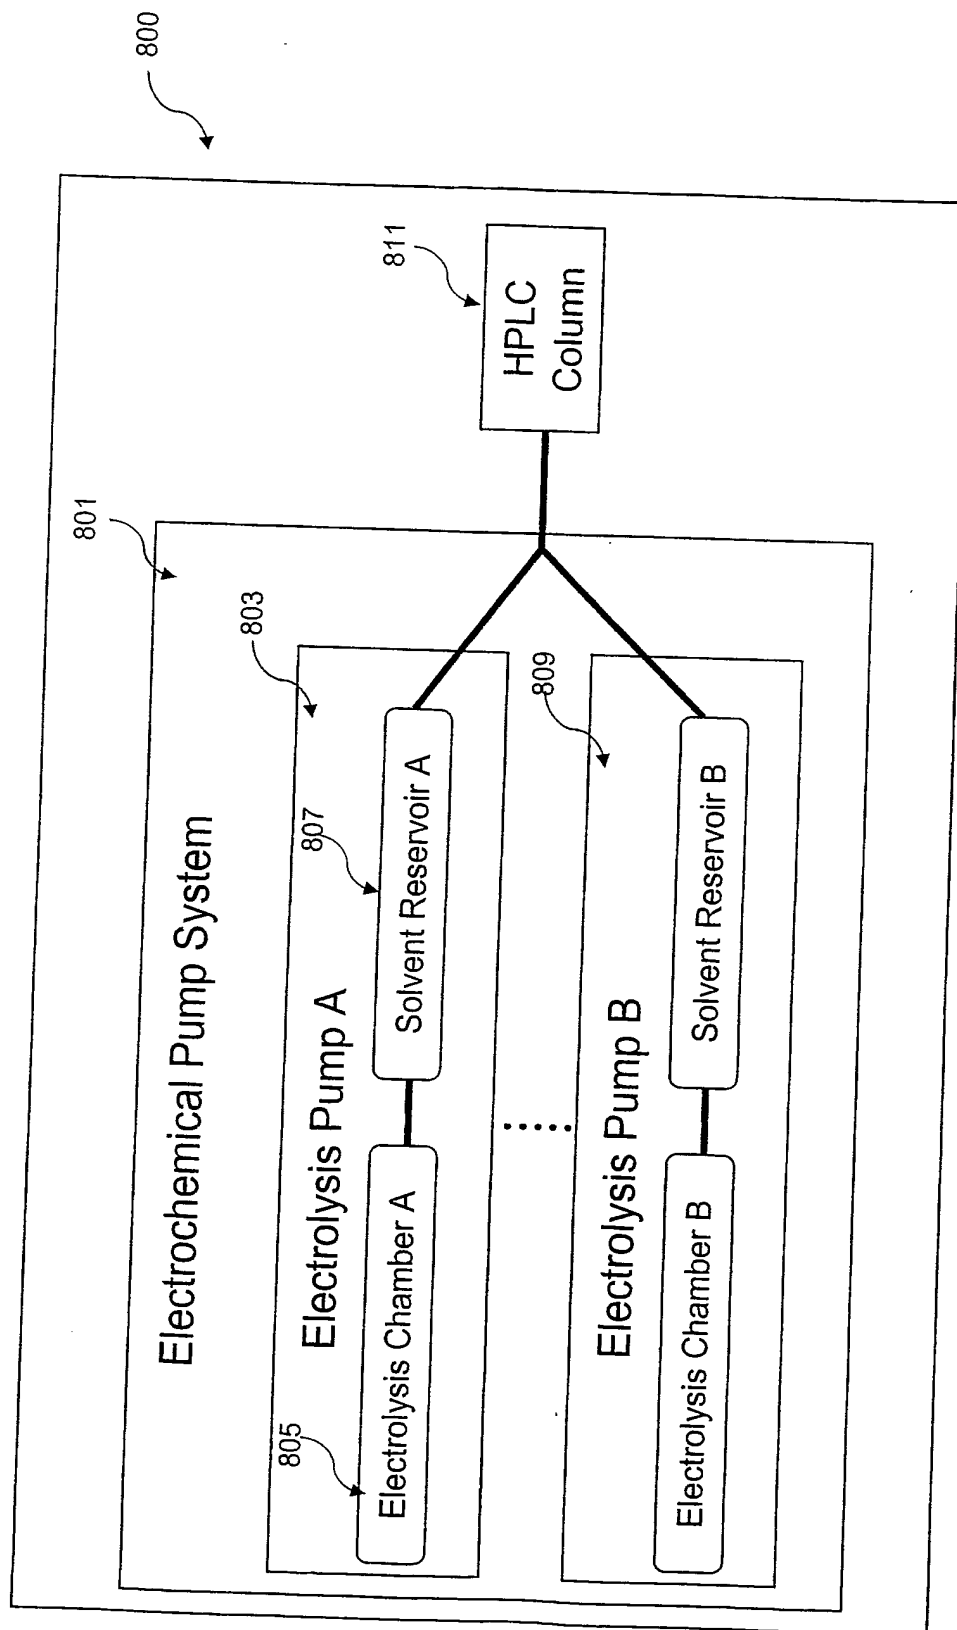 800
801
Electrochemical Pump System
803
Electrolysis Pump A
805
Electrolysis Chamber A
807
Solvent Reservoir A
809
Electrolysis Pump B
Electrolysis Chamber B
Solvent Reservoir B
811
HPLC
Column